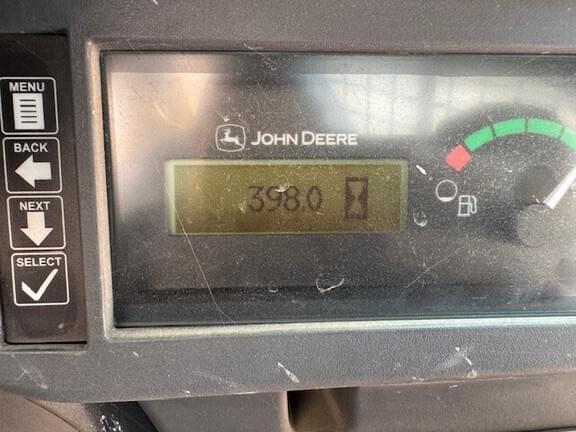 MENU
BACK
NEXT
SELECT
JOHN DEERE
398.0